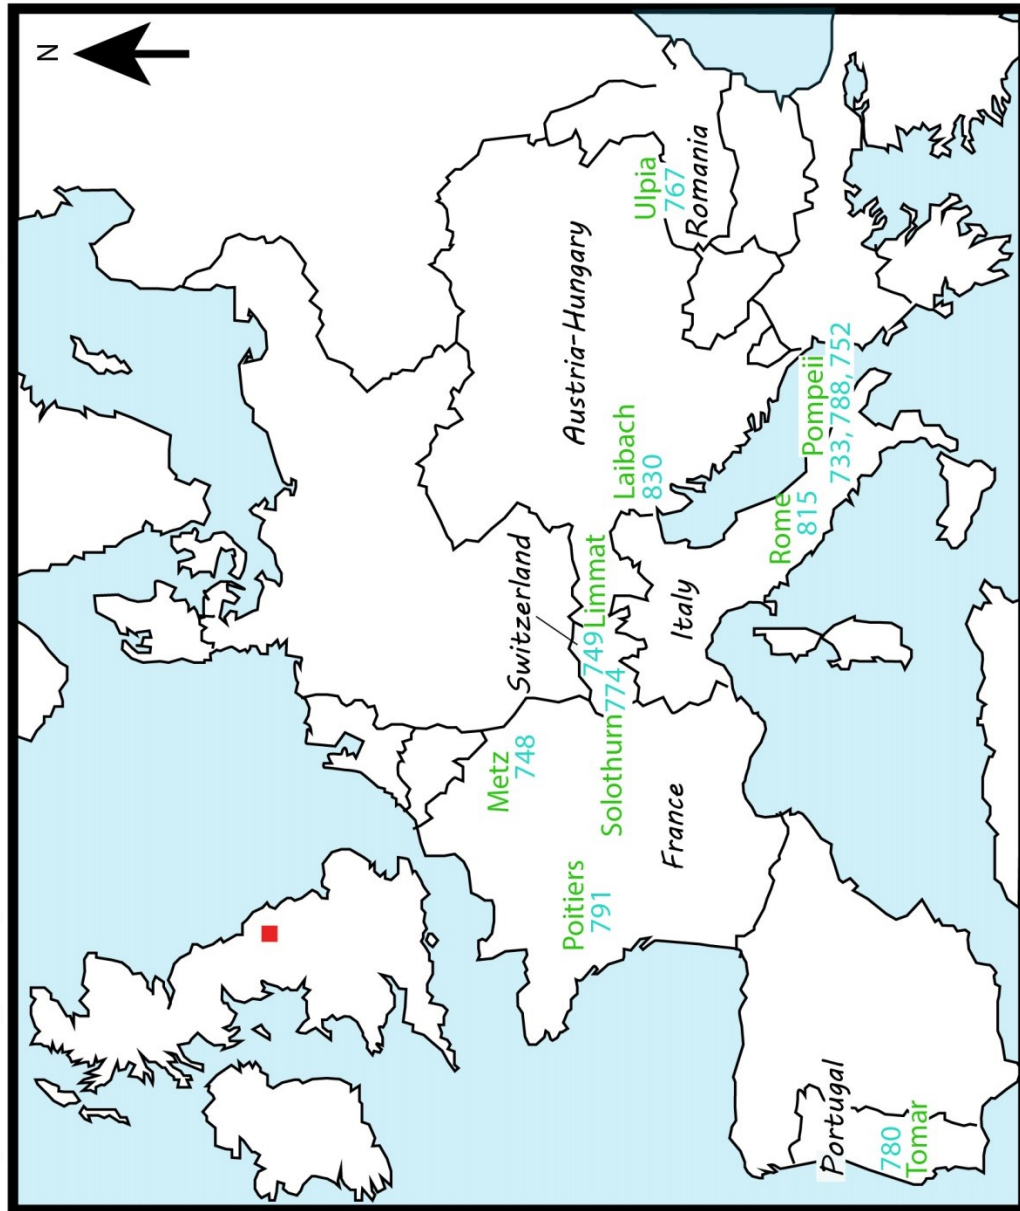 N
Metz
748
Poitiers
791
Switzerland
749
Limmat
Solothurn
774
France
Austria-Hungary
Laibach
830
Ulpia
767
Romania
Italy
Rome
815
Pompeii
733, 788, 752
Portugal
780
Tomar